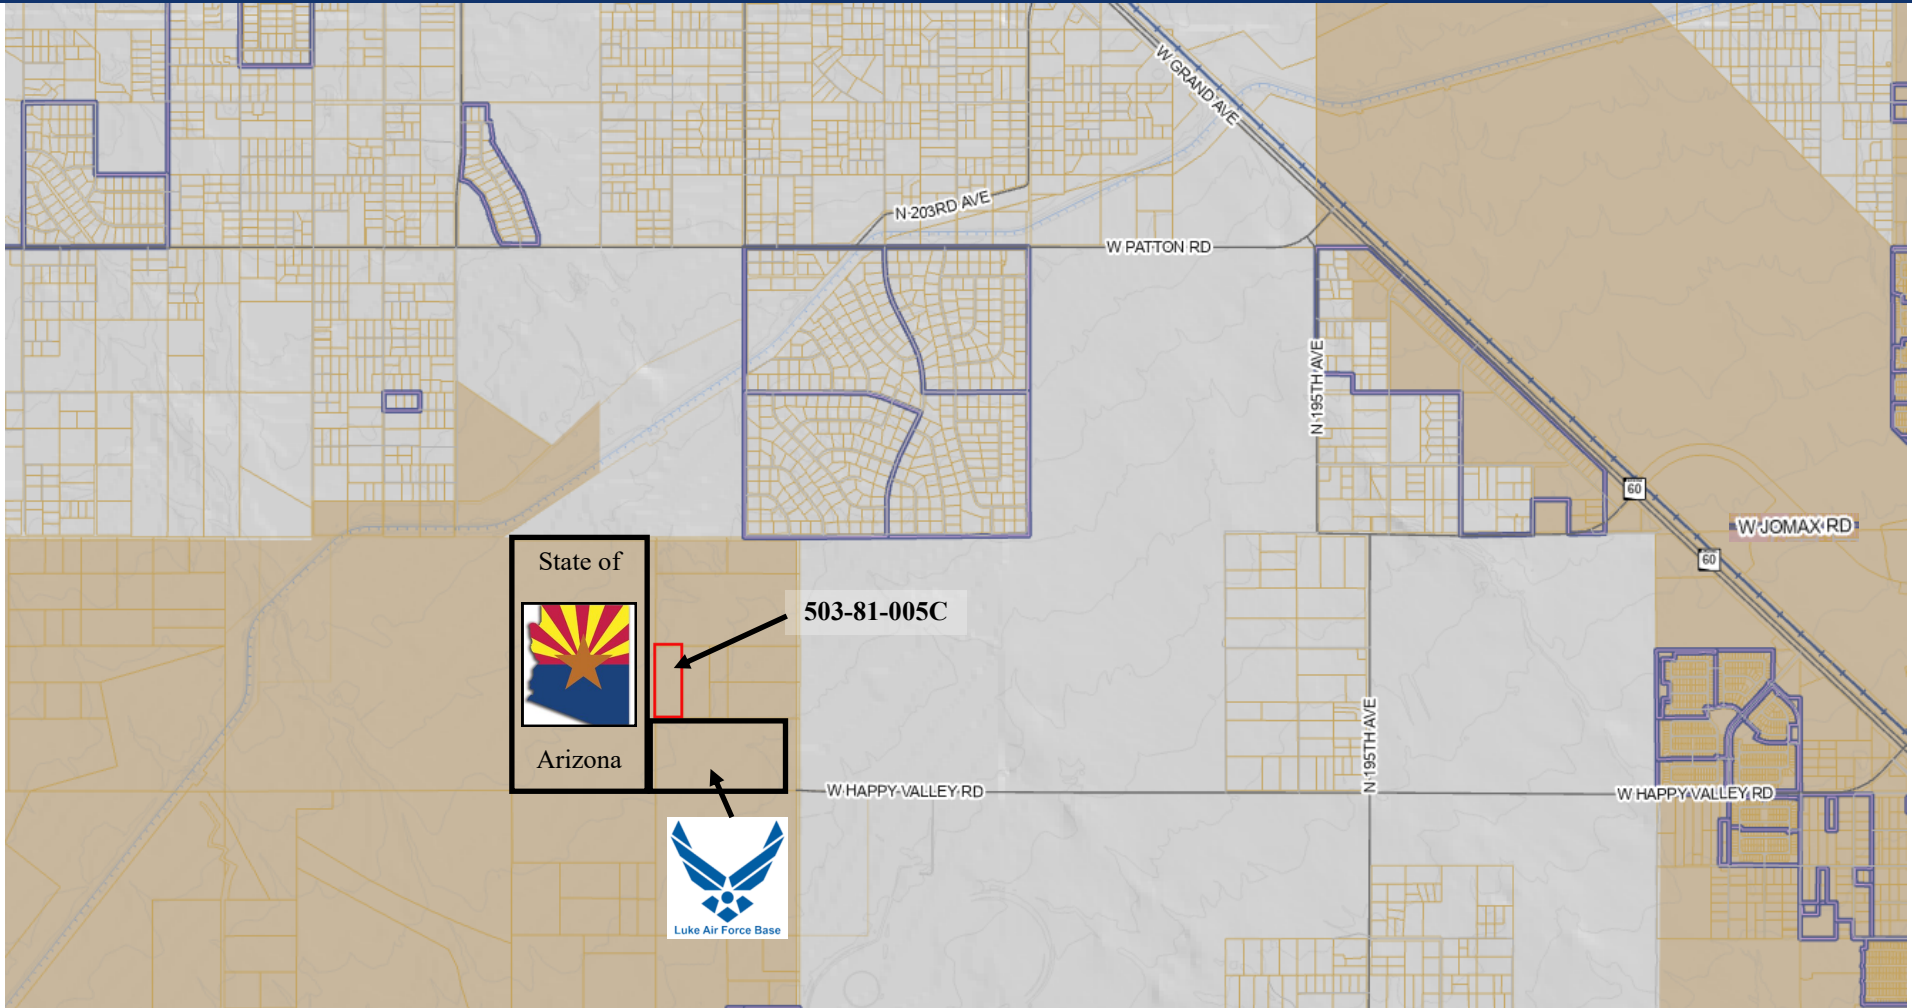 W GRAND AVE
N 203RD AVE
W PATTON RD
N 195TH AVE
60
W JOMAX RD
60
State of
Arizona
503-81-005C
N 195TH AVE
W HAPPY VALLEY RD
W HAPPY VALLEY RD
Luke Air Force Base